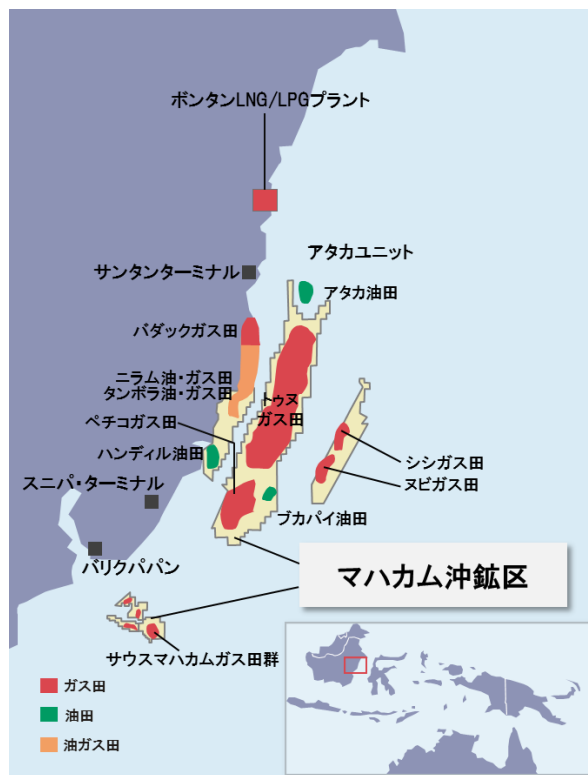 ボンタンLNG/LPGプラント
アタカユニット
サンタンターミナル
アタカ油田
バダックガス田
ニラム油・ガス田
タンボラ油・ガス田
トゥヌ
ガス田
ペチコガス田
ハンディル油田
シシガス田
ヌビガス田
スニパ・ターミナル
ブカパイ油田
バリクパパン
マハカム沖鉱区
サウスマハカムガス田群
ガス田
油田
油ガス田